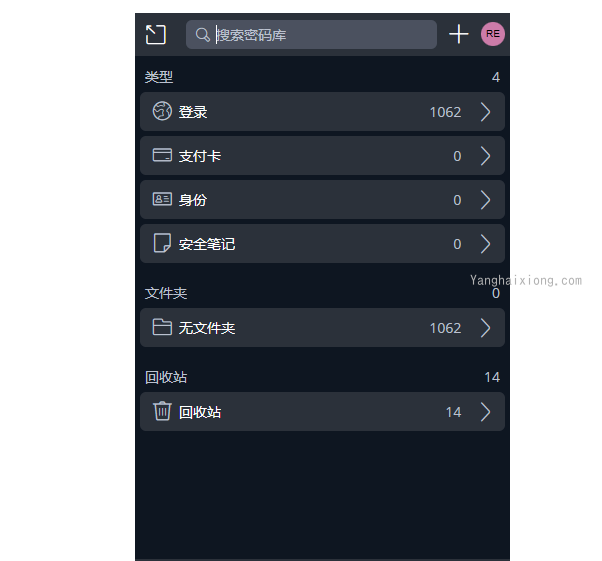 搜索密码库
RE
类型 4
登录 1062
支付卡 0
身份 0
安全笔记 0
Yanghaixiong.com
文件夹 0
无文件夹 1062
回收站 14
回收站 14